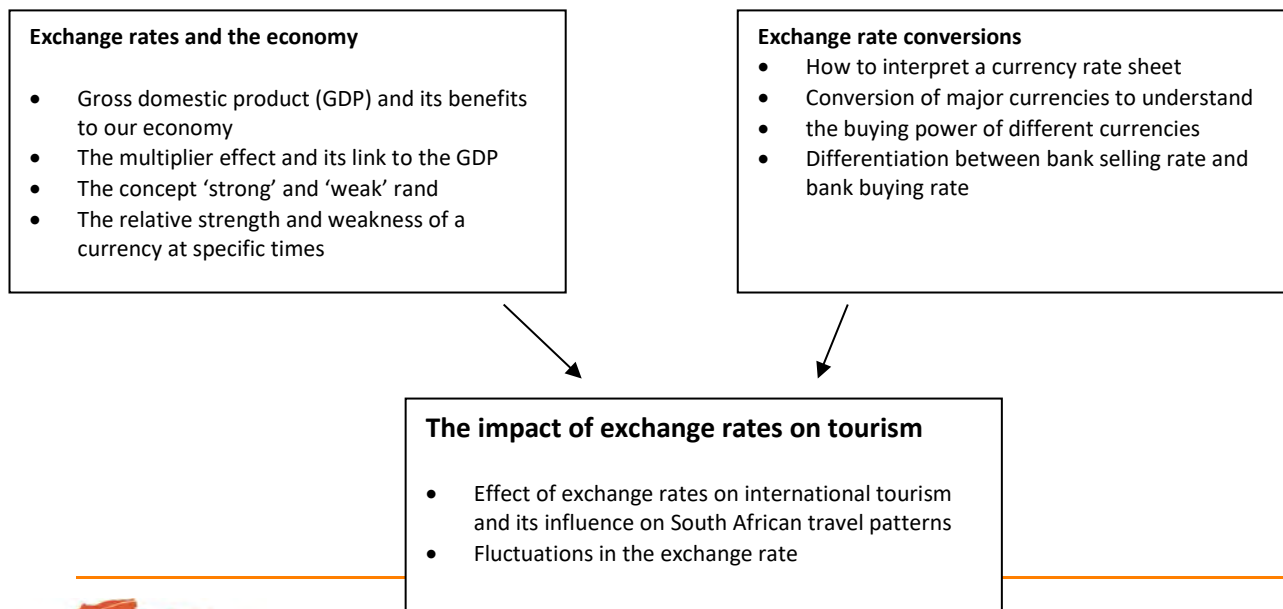 Exchange rates and the economy
• Gross domestic product (GDP) and its benefits
to our economy
• The multiplier effect and its link to the GDP
• The concept ‘strong’ and ‘weak’ rand
• The relative strength and weakness of a
currency at specific times
Exchange rate conversions
• How to interpret a currency rate sheet
• Conversion of major currencies to understand
• the buying power of different currencies
• Differentiation between bank selling rate and
bank buying rate
The impact of exchange rates on tourism
• Effect of exchange rates on international tourism
and its influence on South African travel patterns
• Fluctuations in the exchange rate